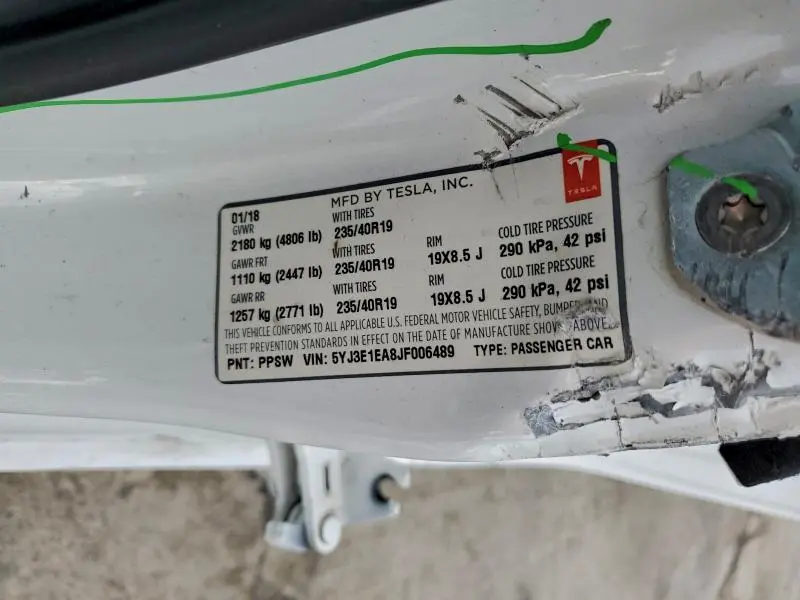 MFD BY TESLA, INC.
TESLA
01/18
GVWR WITH TIRES COLD TIRE PRESSURE
2180 kg (4806 lb) 235/40R19 RIM 290 kPa, 42 psi
GAWR FRT WITH TIRES 19X8.5 J COLD TIRE PRESSURE
1110 kg (2447 lb) 235/40R19 RIM 290 kPa, 42 psi
GAWR RR WITH TIRES 19X8.5 J
1257 kg (2771 lb) 235/40R19
THIS VEHICLE CONFORMS TO ALL APPLICABLE U.S. FEDERAL MOTOR VEHICLE SAFETY, BUMPER AND
THEFT PREVENTION STANDARDS IN EFFECT ON THE DATE OF MANUFACTURE SHOWN ABOVE.
PNT: PPSW VIN: 5YJ3E1EA8JF006489 TYPE: PASSENGER CAR